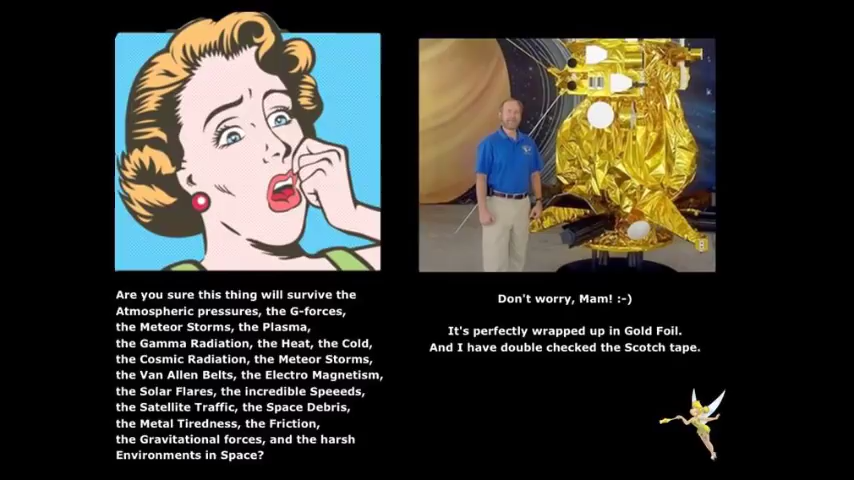 Are you sure this thing will survive the
Atmospheric pressures, the G-forces,
the Meteor Storms, the Plasma,
the Gamma Radiation, the Heat, the Cold,
the Cosmic Radiation, the Meteor Storms,
the Van Allen Belts, the Electro Magnetism,
the Solar Flares, the incredible Speeeds,
the Satellite Traffic, the Space Debris,
the Metal Tiredness, the Friction,
the Gravitational forces, and the harsh
Environments in Space?
Don't worry, Mam! :-)
It's perfectly wrapped up in Gold Foil.
And I have double checked the Scotch tape.